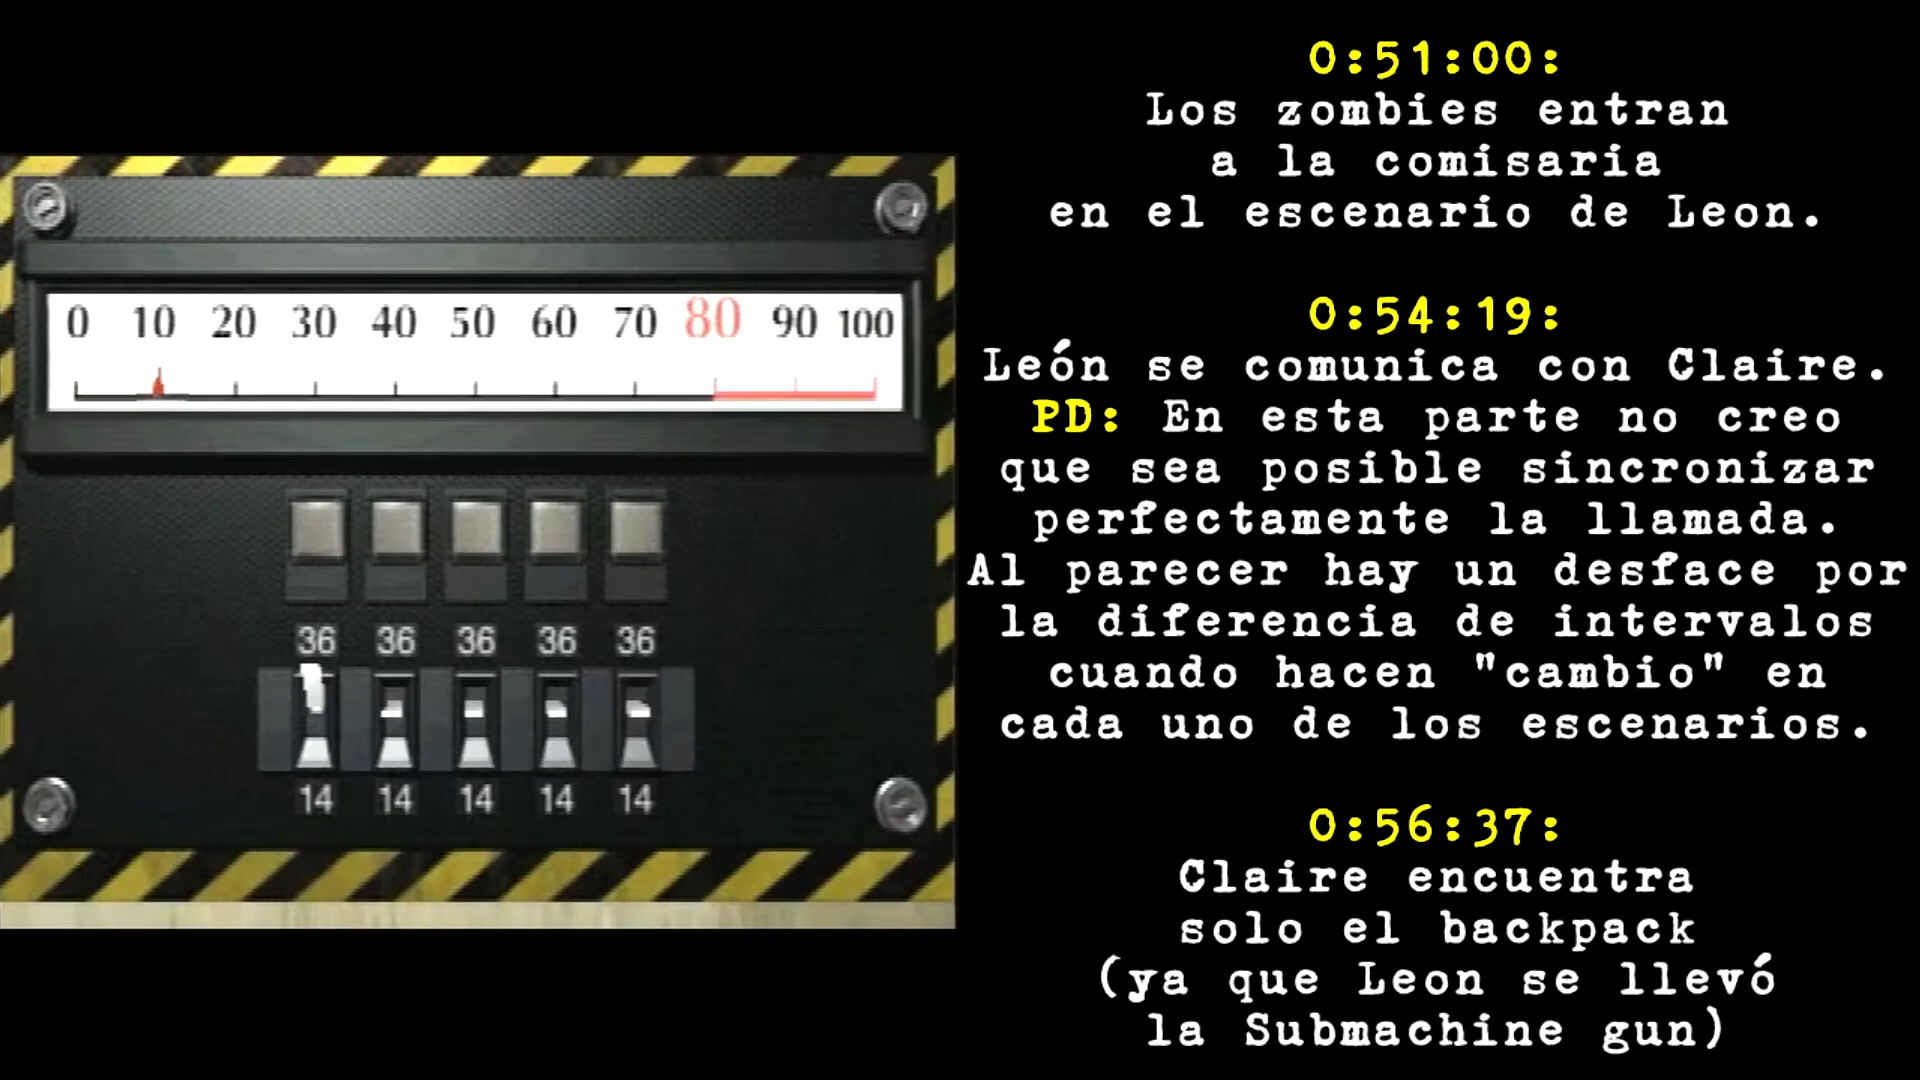 0 10 20 30 40 50 60 70 80 90 100
36 36 36 36 36
14 14 14 14 14
0:51:00:
Los zombies entran
a la comisaria
en el escenario de Leon.
0:54:19:
León se comunica con Claire.
PD: En esta parte no creo
que sea posible sincronizar
perfectamente la llamada.
Al parecer hay un desface por
la diferencia de intervalos
cuando hacen "cambio" en
cada uno de los escenarios.
0:56:37:
Claire encuentra
solo el backpack
(ya que Leon se llevó
la Submachine gun)